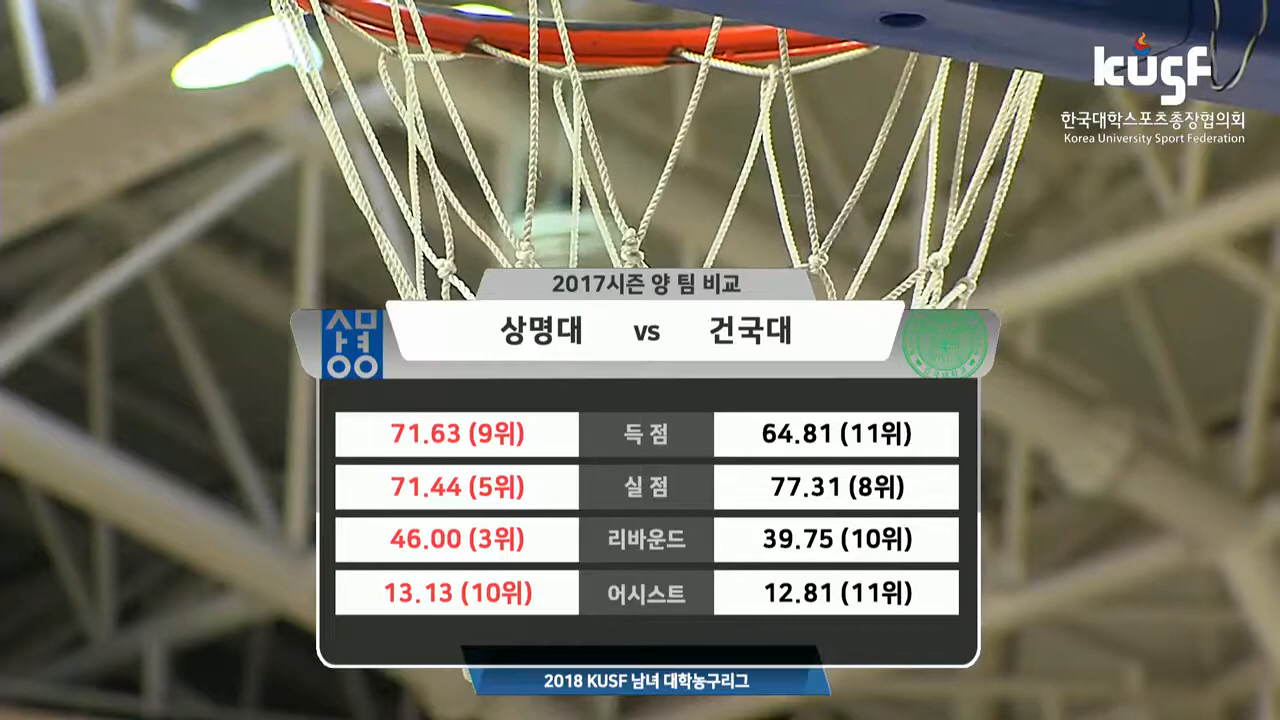 kusf
한국대학스포츠총장협의회
Korea University Sport Federation
2017시즌 양 팀 비교
상명대 vs 건국대
상명
71.63 (9위) 득 점 64.81 (11위)
71.44 (5위) 실 점 77.31 (8위)
46.00 (3위) 리바운드 39.75 (10위)
13.13 (10위) 어시스트 12.81 (11위)
2018 KUSF 남녀 대학농구리그